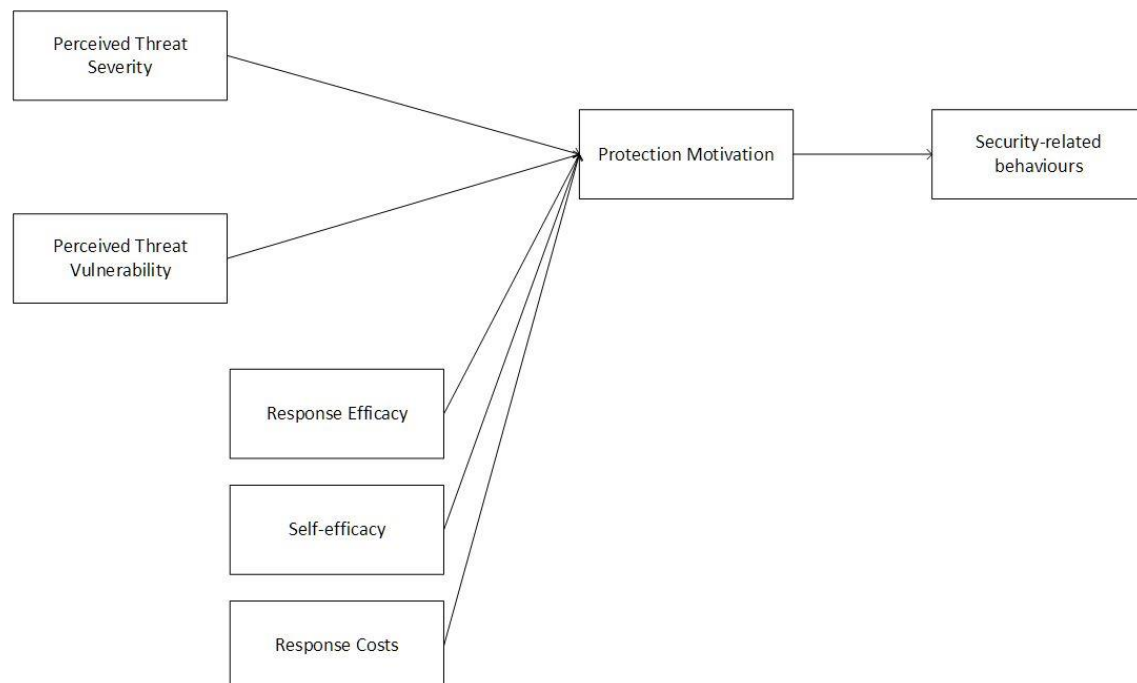 Perceived Threat
Severity
Protection Motivation
Security-related
behaviours
Perceived Threat
Vulnerability
Response Efficacy
Self-efficacy
Response Costs